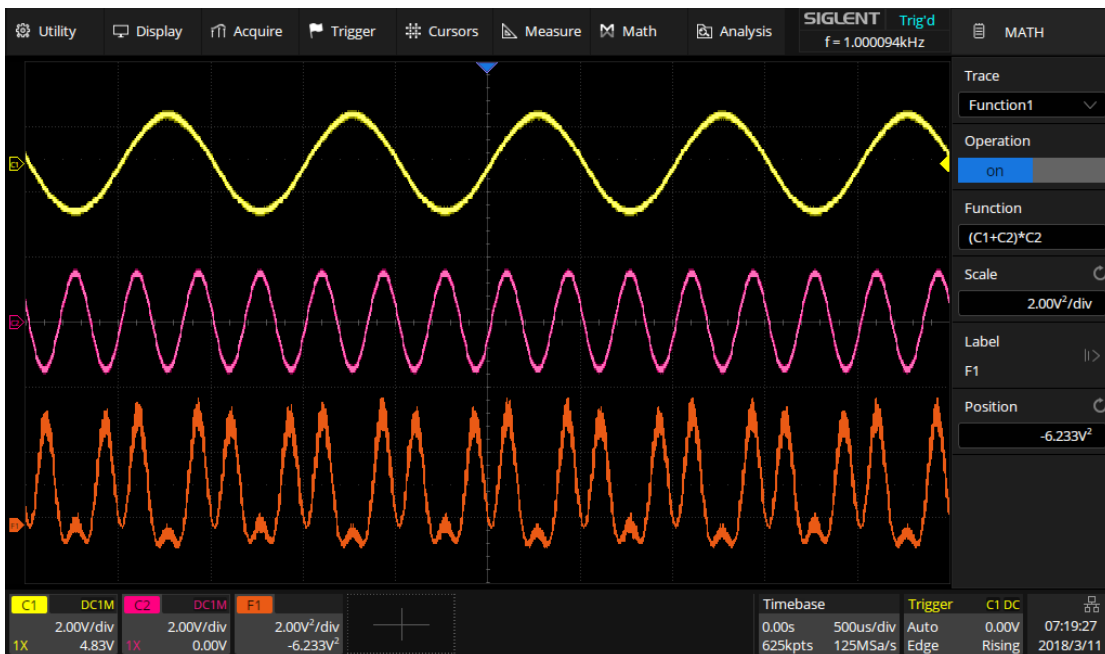 Utility Display Acquire Trigger Cursors Measure Math Analysis SIGLENT Trig'd MATH
f = 1.000094kHz
Trace
Function1
Operation
on
Function
(C1+C2)*C2
Scale
2.00V²/div
Label
F1
Position
-6.233V²
C1
C2
F1
C1 DC1M C2 DC1M F1 Timebase Trigger C1 DC
2.00V/div 2.00V/div 2.00V²/div 0.00s 500us/div Auto 0.00V 07:19:27
1X 4.83V 1X 0.00V -6.233V² 625kpts 125MSa/s Edge Rising 2018/3/11